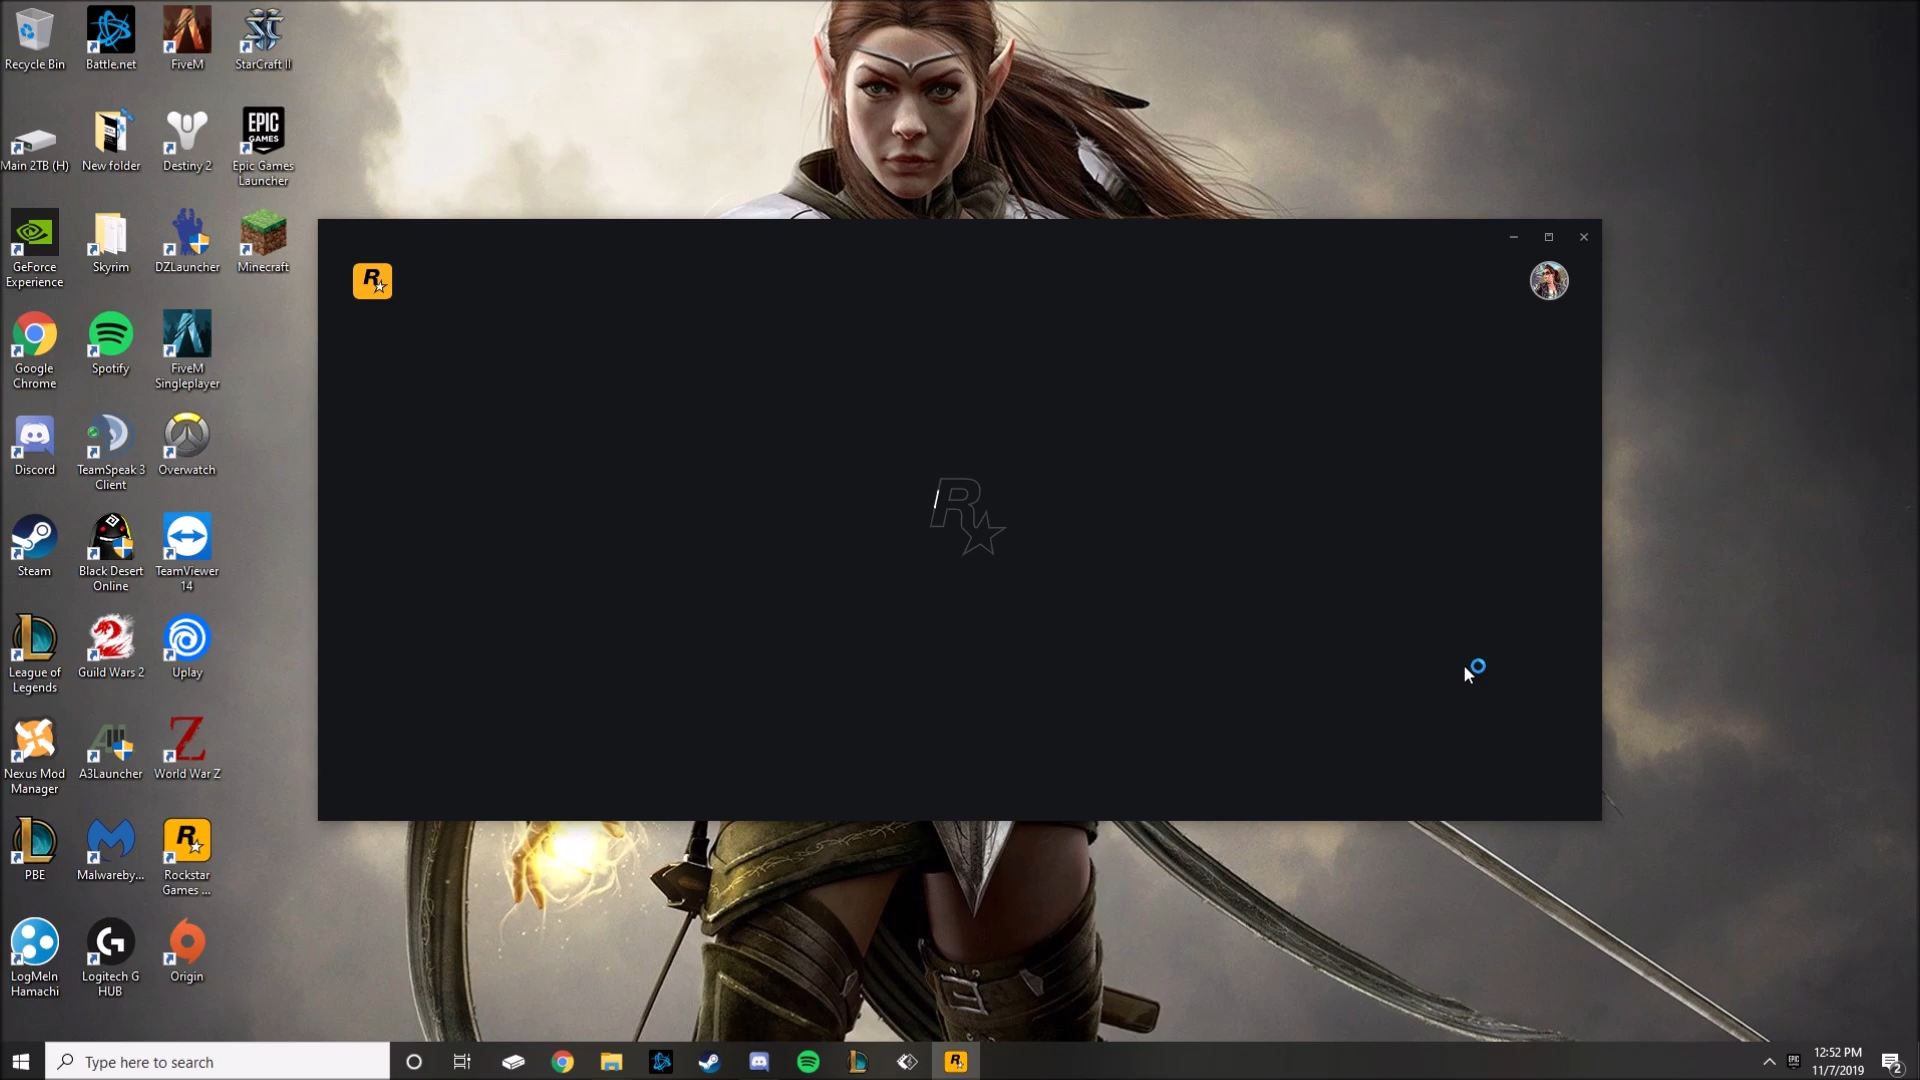 Recycle Bin
Battle.net
FiveM
StarCraft II
Main 2TB (H)
New folder
Destiny 2
EPIC
GAMES
Epic Games
Launcher
GeForce
Experience
Skyrim
DZLauncher
Minecraft
Google
Chrome
Spotify
FiveM
Singleplayer
Discord
TeamSpeak 3
Client
Overwatch
Steam
Black Desert
Online
TeamViewer
14
League of
Legends
Guild Wars 2
Uplay
Nexus Mod
Manager
A3Launcher
World War Z
PBE
Malwareby...
Rockstar
Games ...
LogMeIn
Hamachi
Logitech G
HUB
Origin
R
R
Type here to search
12:52 PM
11/7/2019
2